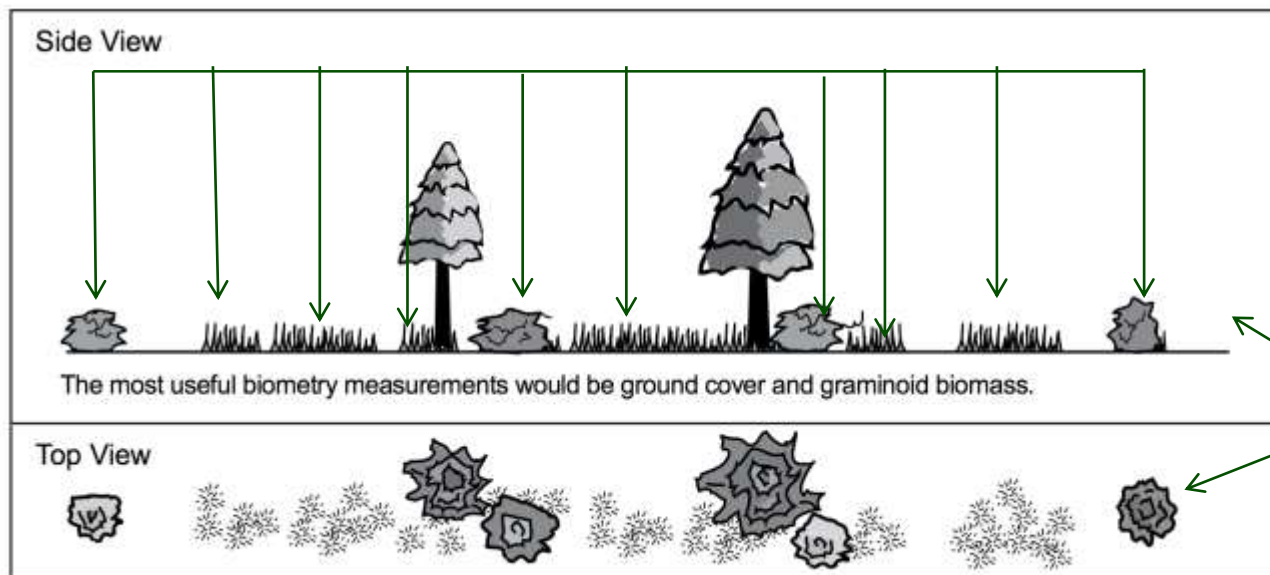 Side View
The most useful biometry measurements would be ground cover and graminoid biomass.
Top View